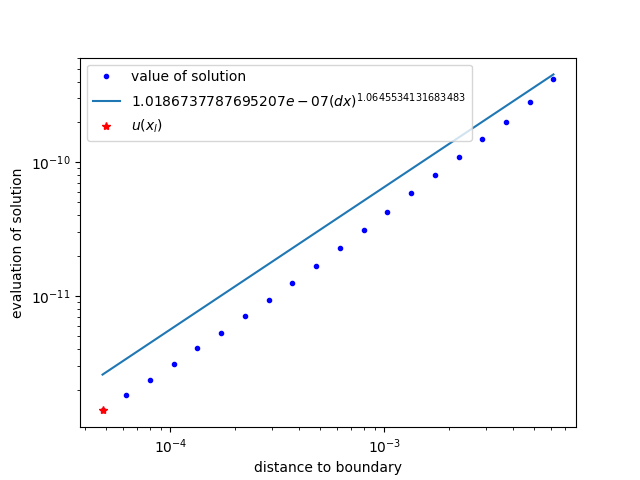 value of solution
1.0186737787695207e − 07(dx)^1.0645534131683483
u(x_l)
10^−10
10^−11
evaluation of solution
10^−4
10^−3
distance to boundary